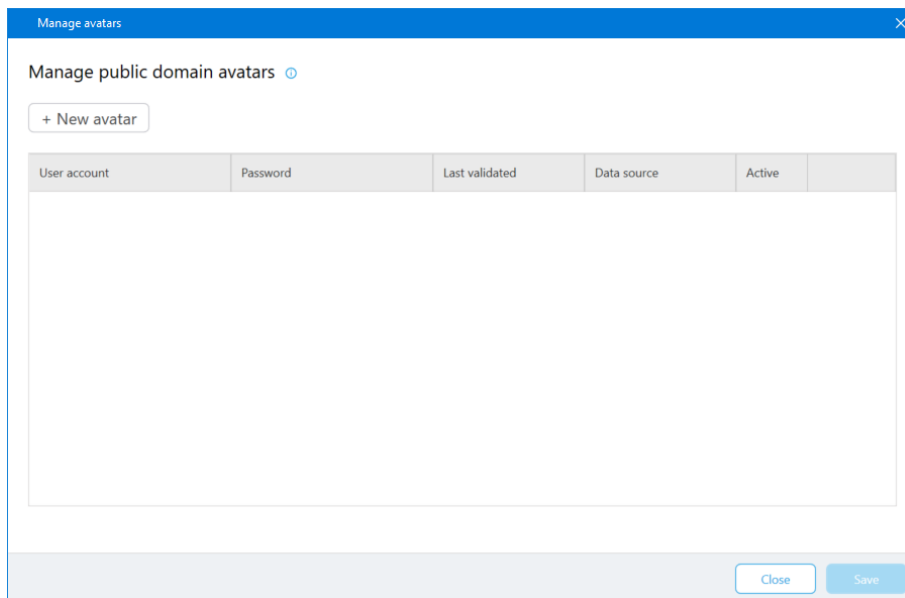 Manage avatars
Manage public domain avatars
+ New avatar
User account Password Last validated Data source Active
Close Save